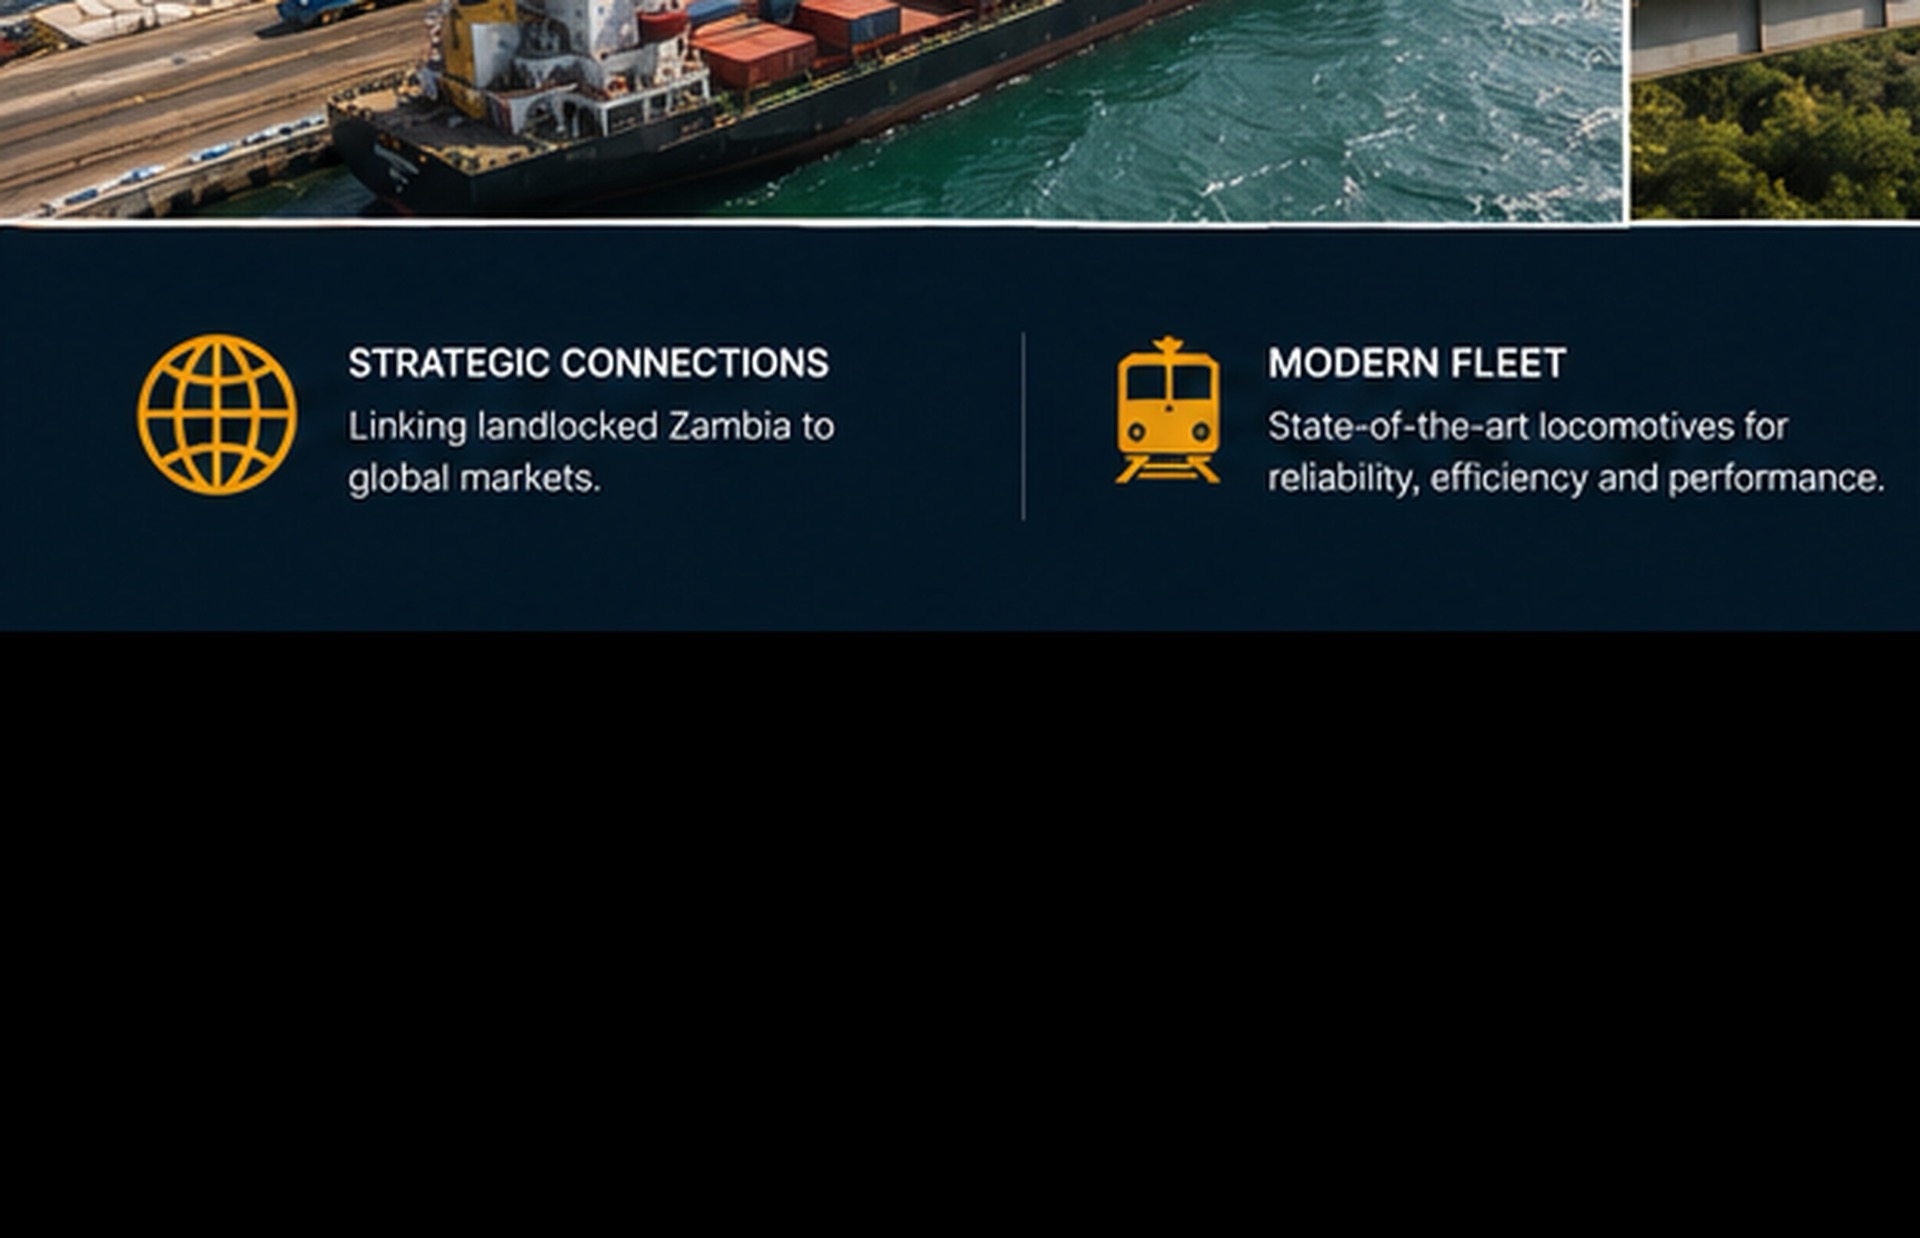 STRATEGIC CONNECTIONS
Linking landlocked Zambia to
global markets.
MODERN FLEET
State-of-the-art locomotives for
reliability, efficiency and performance.